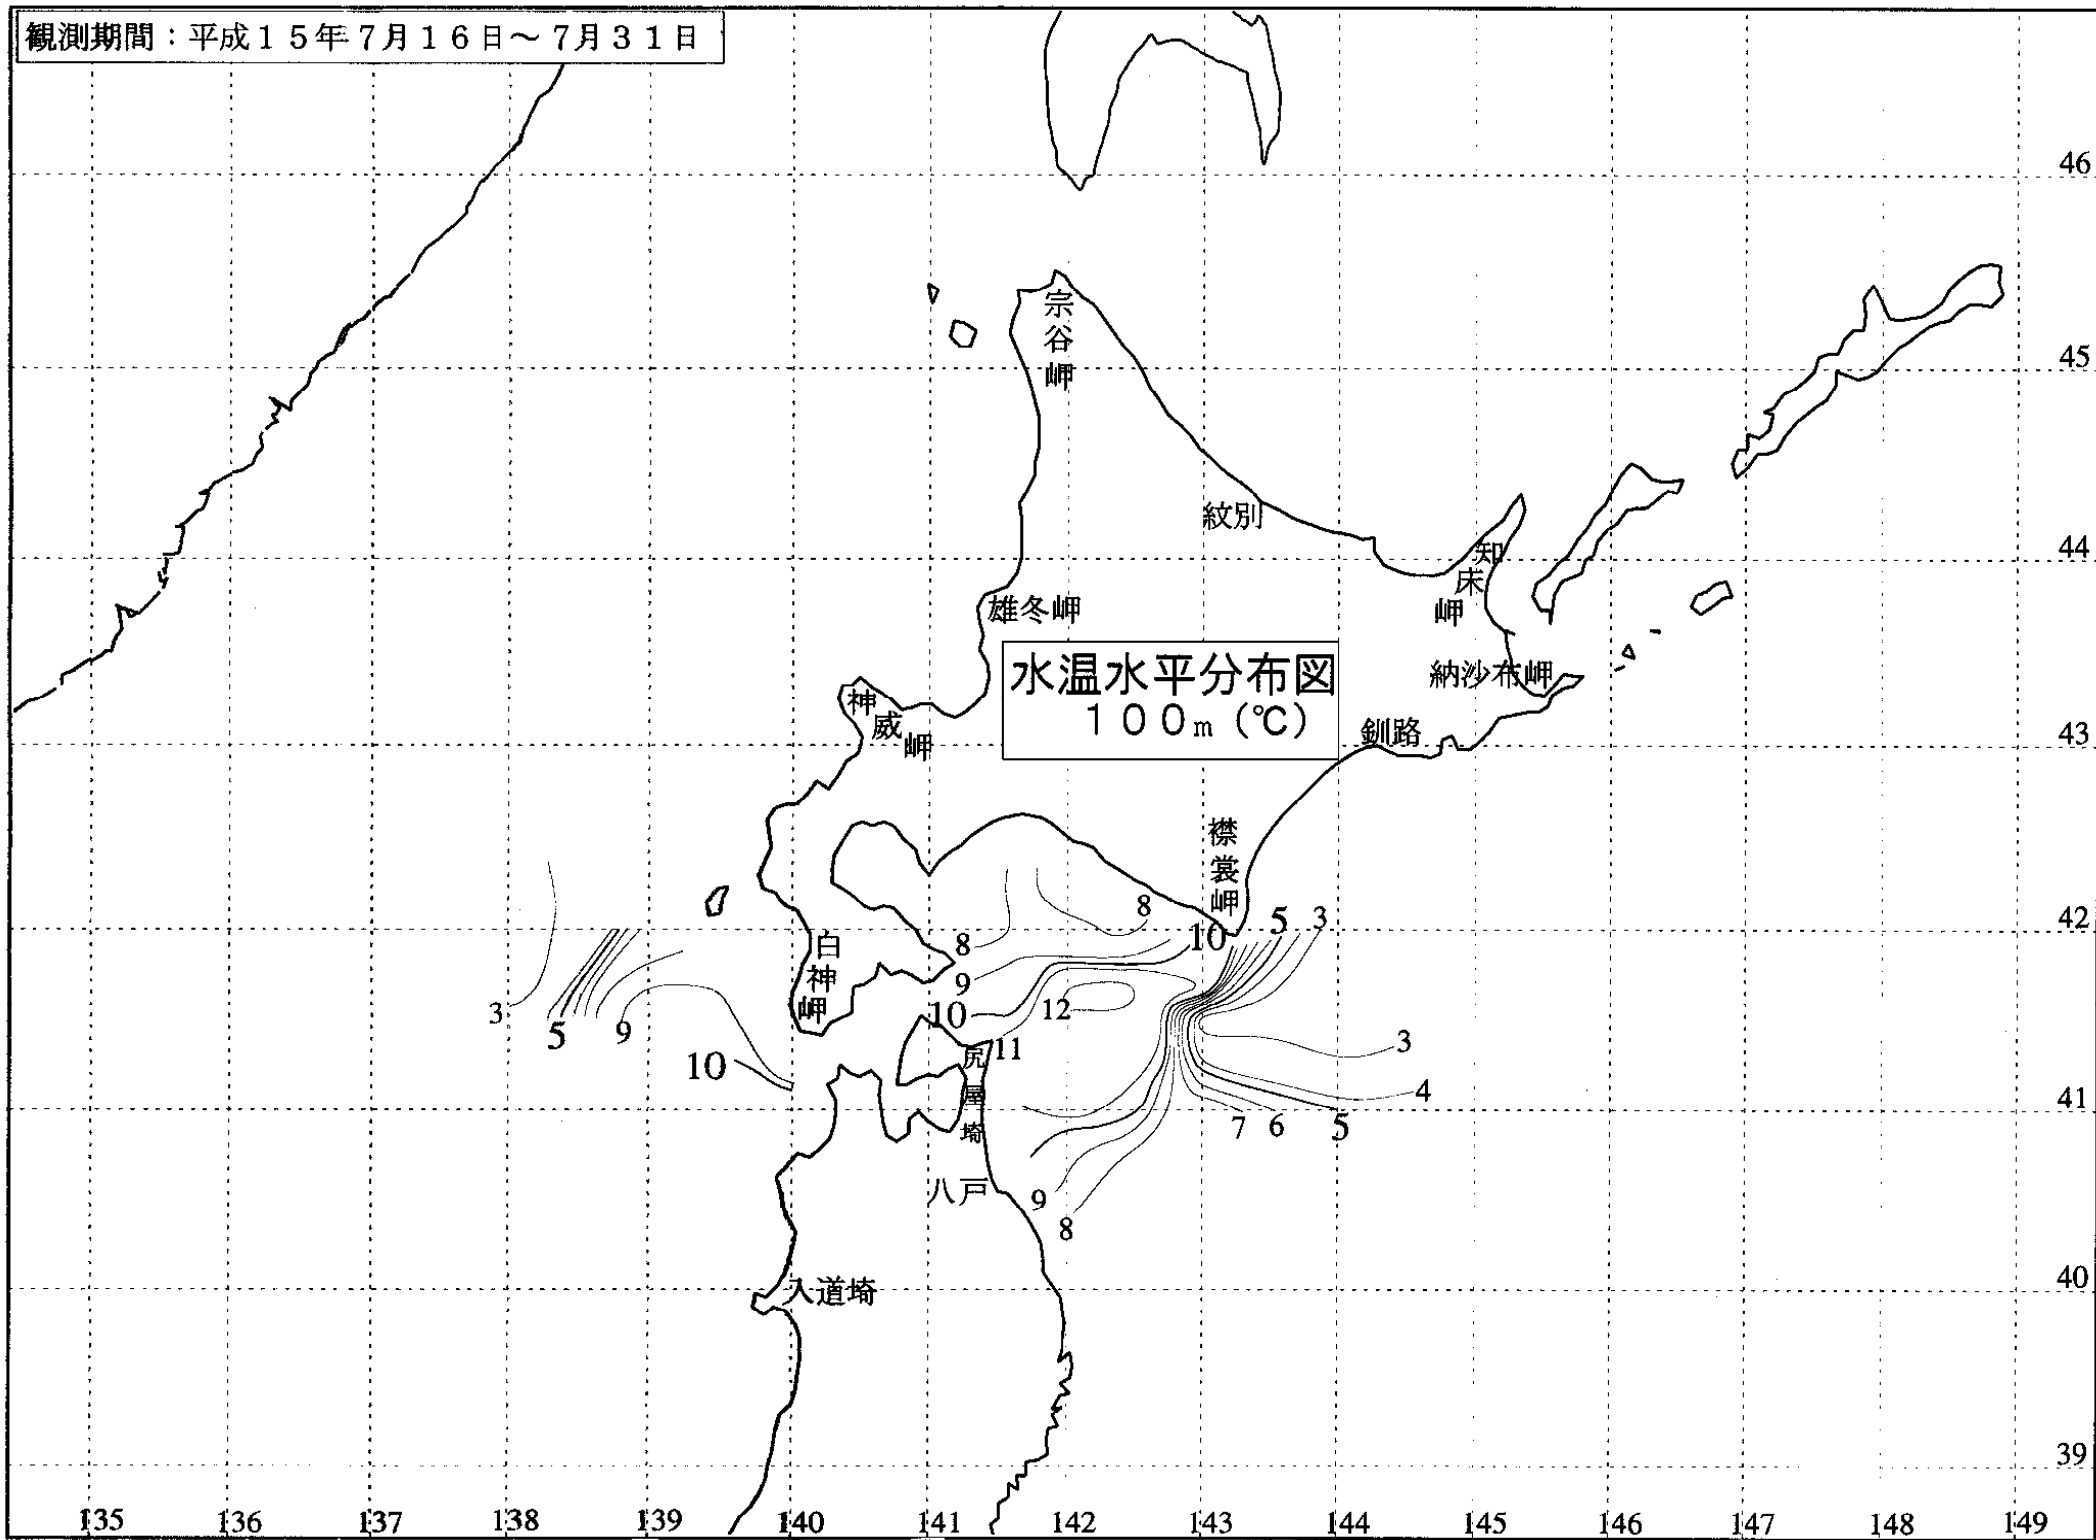 観測期間：平成１５年７月１６日～７月３１日
46
宗谷岬
45
紋別
44
知床岬
雄冬岬
水温水平分布図
１００ｍ（℃）
納沙布岬
神威岬
釧路
43
襟裳岬
8
3
5
42
10
8
白神岬
9
3
5
9
10
12
11
3
10
尻屋埼
4
41
7
6
5
八戸
9
8
40
入道埼
39
135
136
137
138
139
140
141
142
143
144
145
146
147
148
149